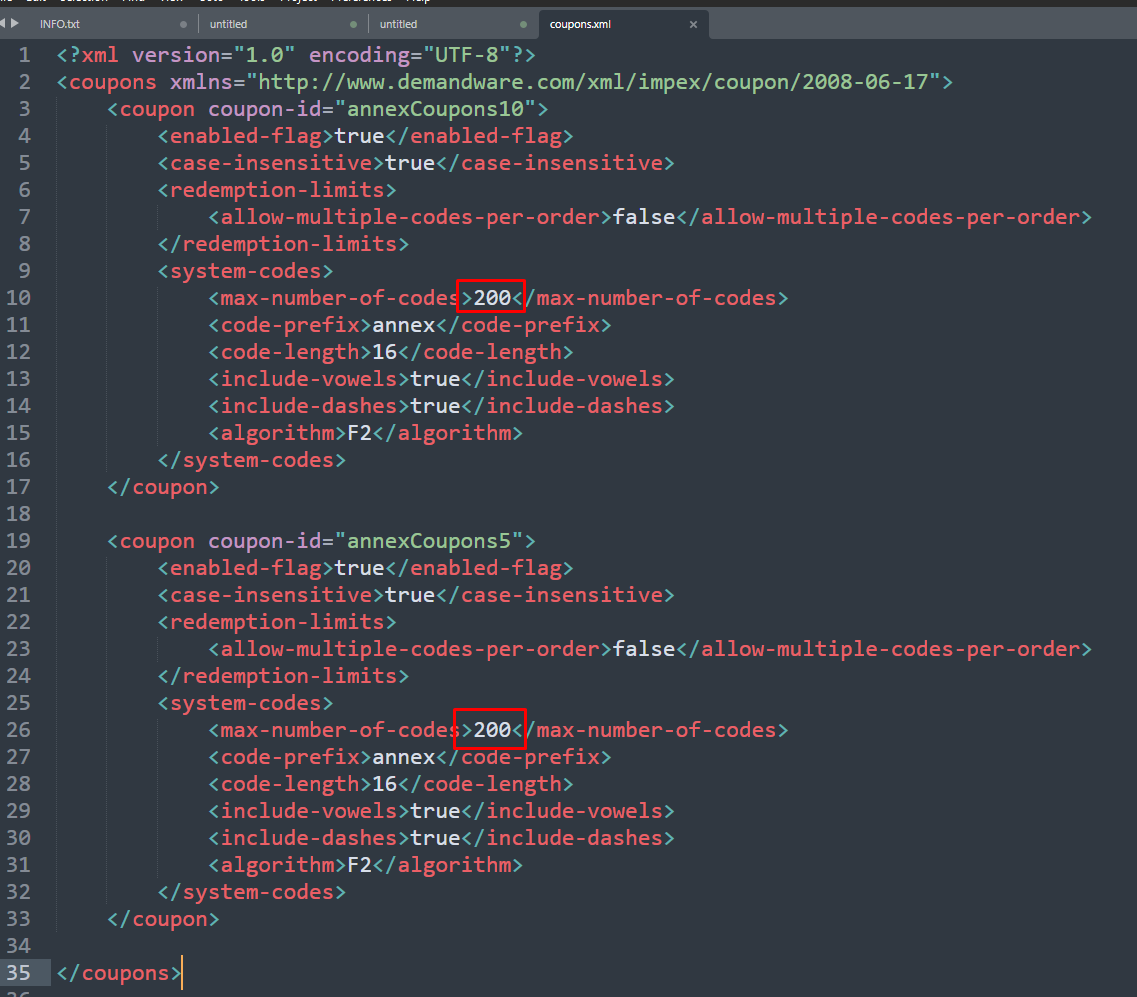 INFO.txt
untitled
untitled
coupons.xml
1 <?xml version="1.0" encoding="UTF-8"?>
2 <coupons xmlns="http://www.demandware.com/xml/impex/coupon/2008-06-17">
3 <coupon coupon-id="annexCoupons10">
4 <enabled-flag>true</enabled-flag>
5 <case-insensitive>true</case-insensitive>
6 <redemption-limits>
7 <allow-multiple-codes-per-order>false</allow-multiple-codes-per-order>
8 </redemption-limits>
9 <system-codes>
10 <max-number-of-codes>200</max-number-of-codes>
11 <code-prefix>annex</code-prefix>
12 <code-length>16</code-length>
13 <include-vowels>true</include-vowels>
14 <include-dashes>true</include-dashes>
15 <algorithm>F2</algorithm>
16 </system-codes>
17 </coupon>
18
19 <coupon coupon-id="annexCoupons5">
20 <enabled-flag>true</enabled-flag>
21 <case-insensitive>true</case-insensitive>
22 <redemption-limits>
23 <allow-multiple-codes-per-order>false</allow-multiple-codes-per-order>
24 </redemption-limits>
25 <system-codes>
26 <max-number-of-codes>200</max-number-of-codes>
27 <code-prefix>annex</code-prefix>
28 <code-length>16</code-length>
29 <include-vowels>true</include-vowels>
30 <include-dashes>true</include-dashes>
31 <algorithm>F2</algorithm>
32 </system-codes>
33 </coupon>
34
35 </coupons>